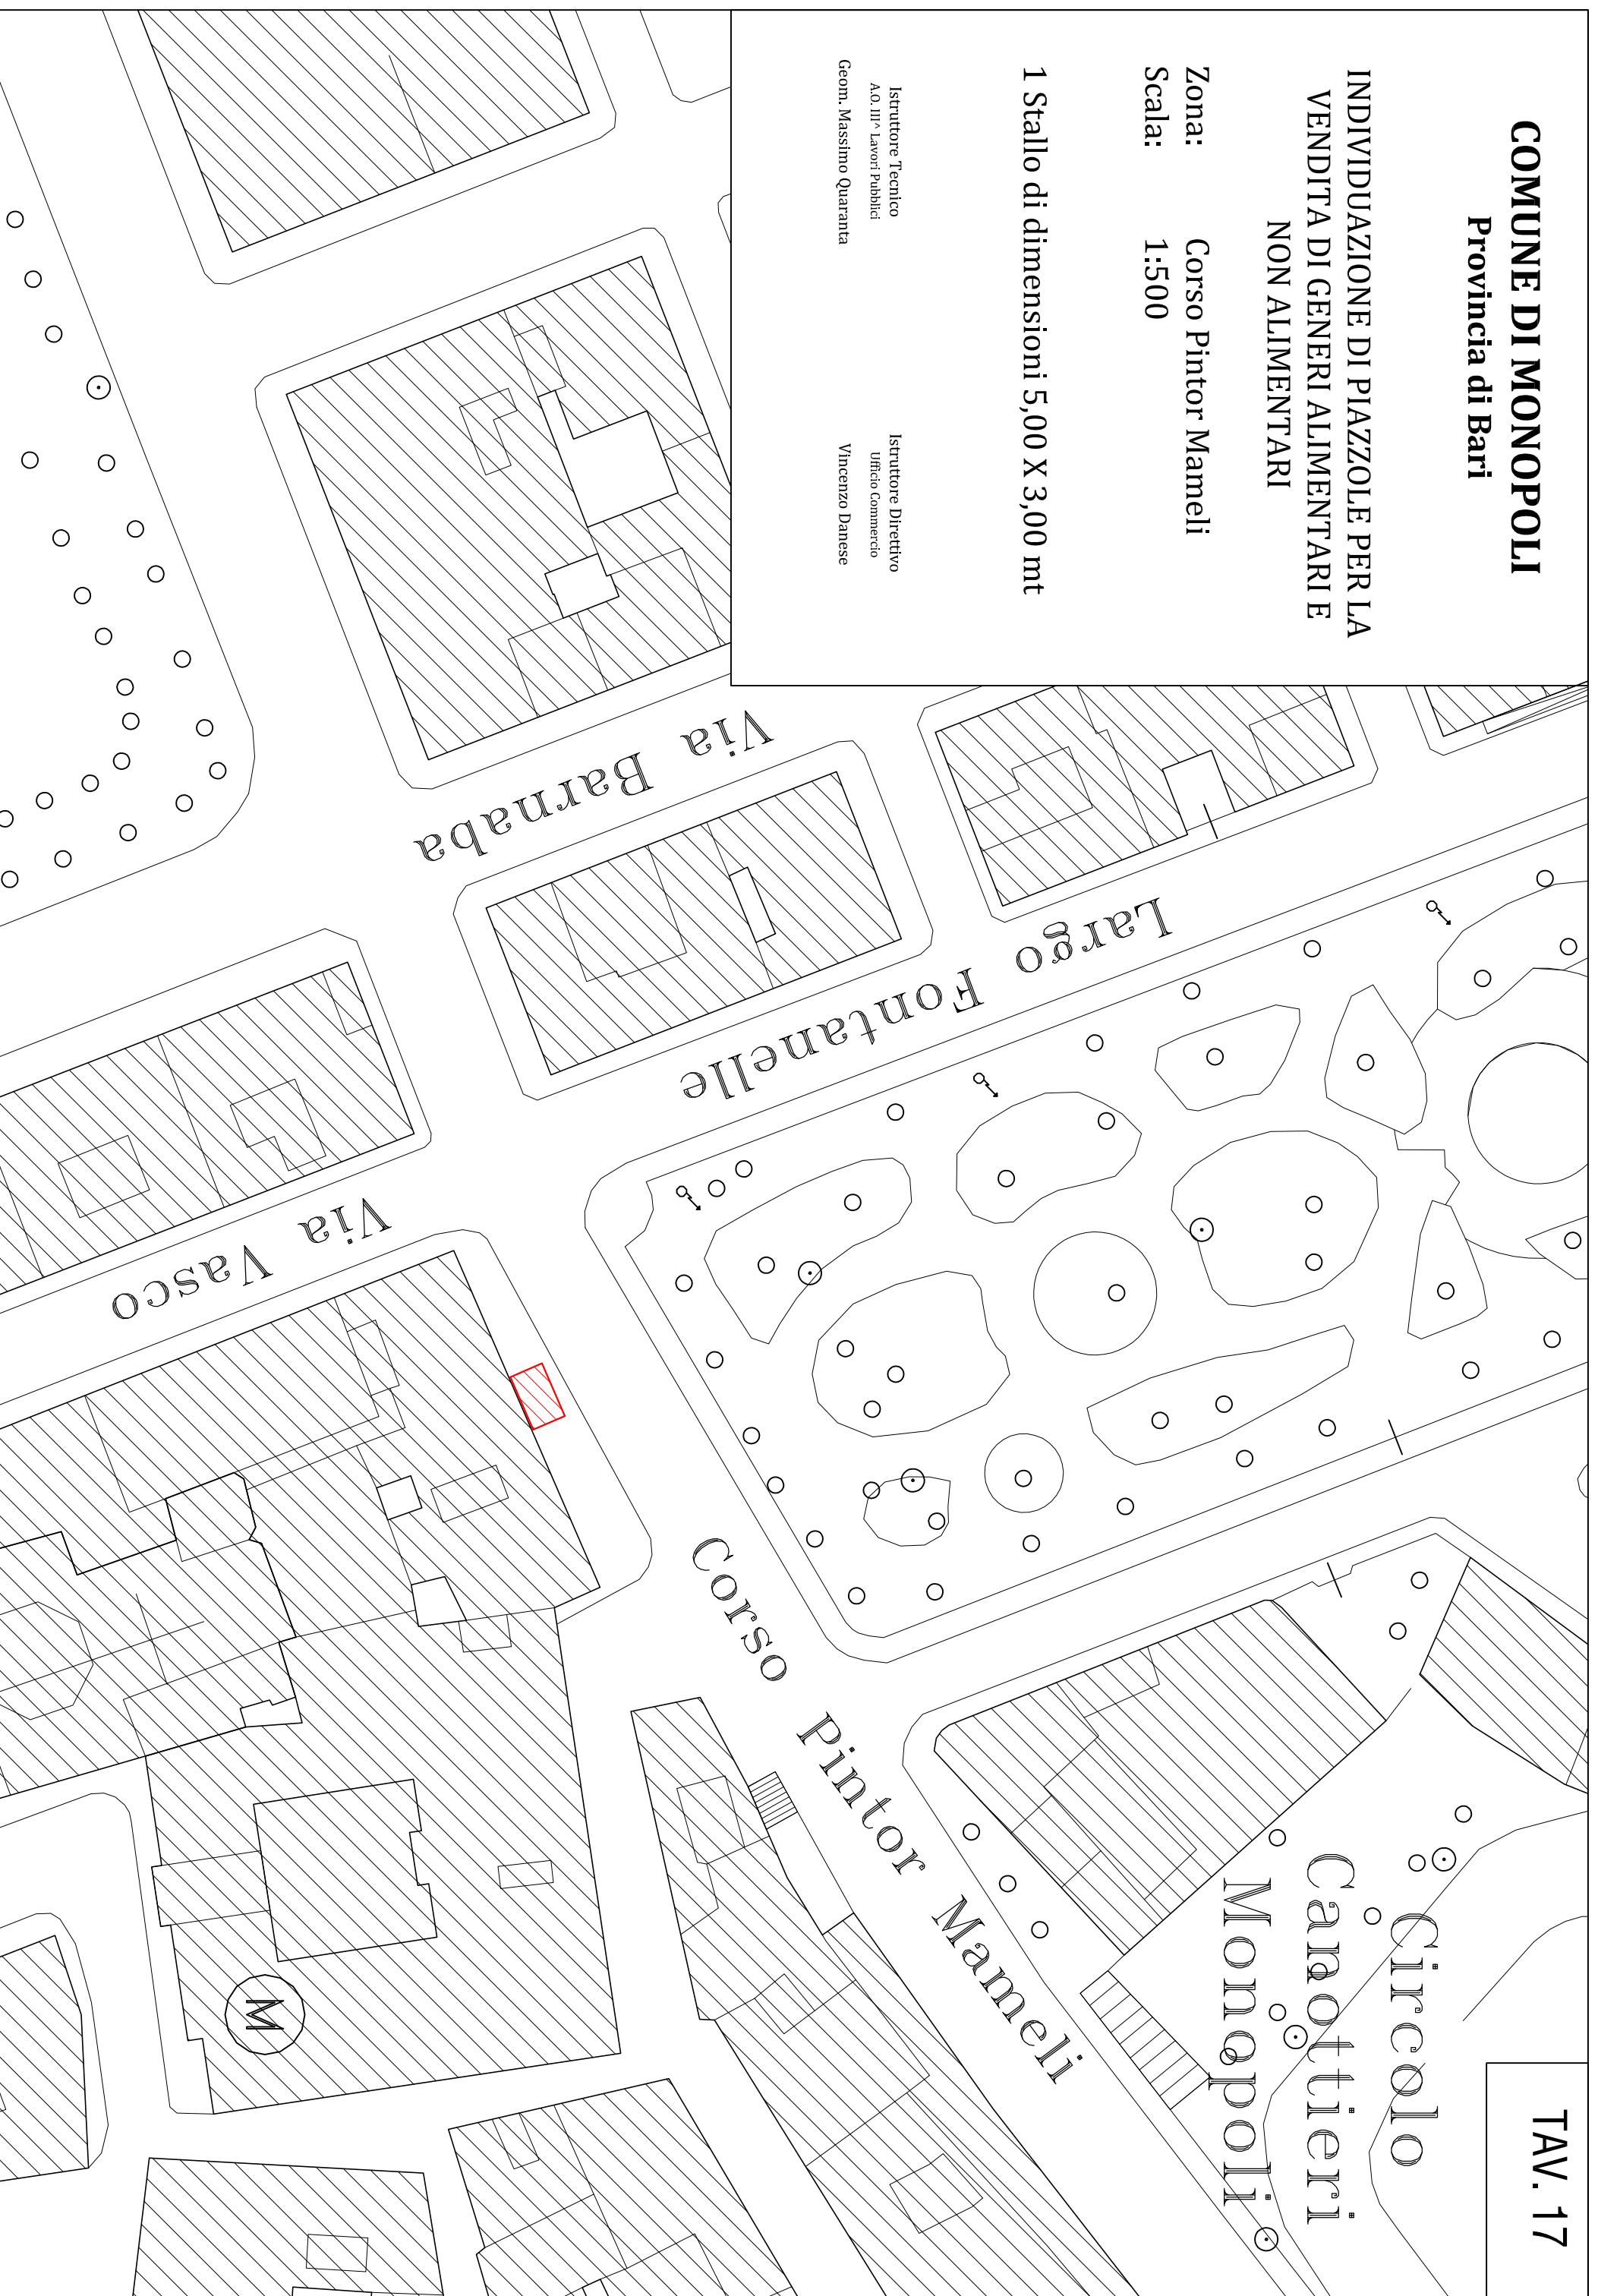 COMUNE DI MONOPOLI
Provincia di Bari
INDIVIDUAZIONE DI PIAZZOLE PER LA
VENDITA DI GENERI ALIMENTARI E
NON ALIMENTARI
Zona: Corso Pintor Mameli
Scala: 1:500
1 Stallo di dimensioni 5,00 X 3,00 mt
Istruttore Tecnico
A.O. III^ Lavori Pubblici
Geom. Massimo Quaranta
Istruttore Direttivo
Ufficio Commercio
Vincenzo Danese
Via Barnaba
Largo Fontanelle
Via Vasco
Corso Pintor Mameli
Circolo
Canottieri
Monopoli
M
TAV. 17